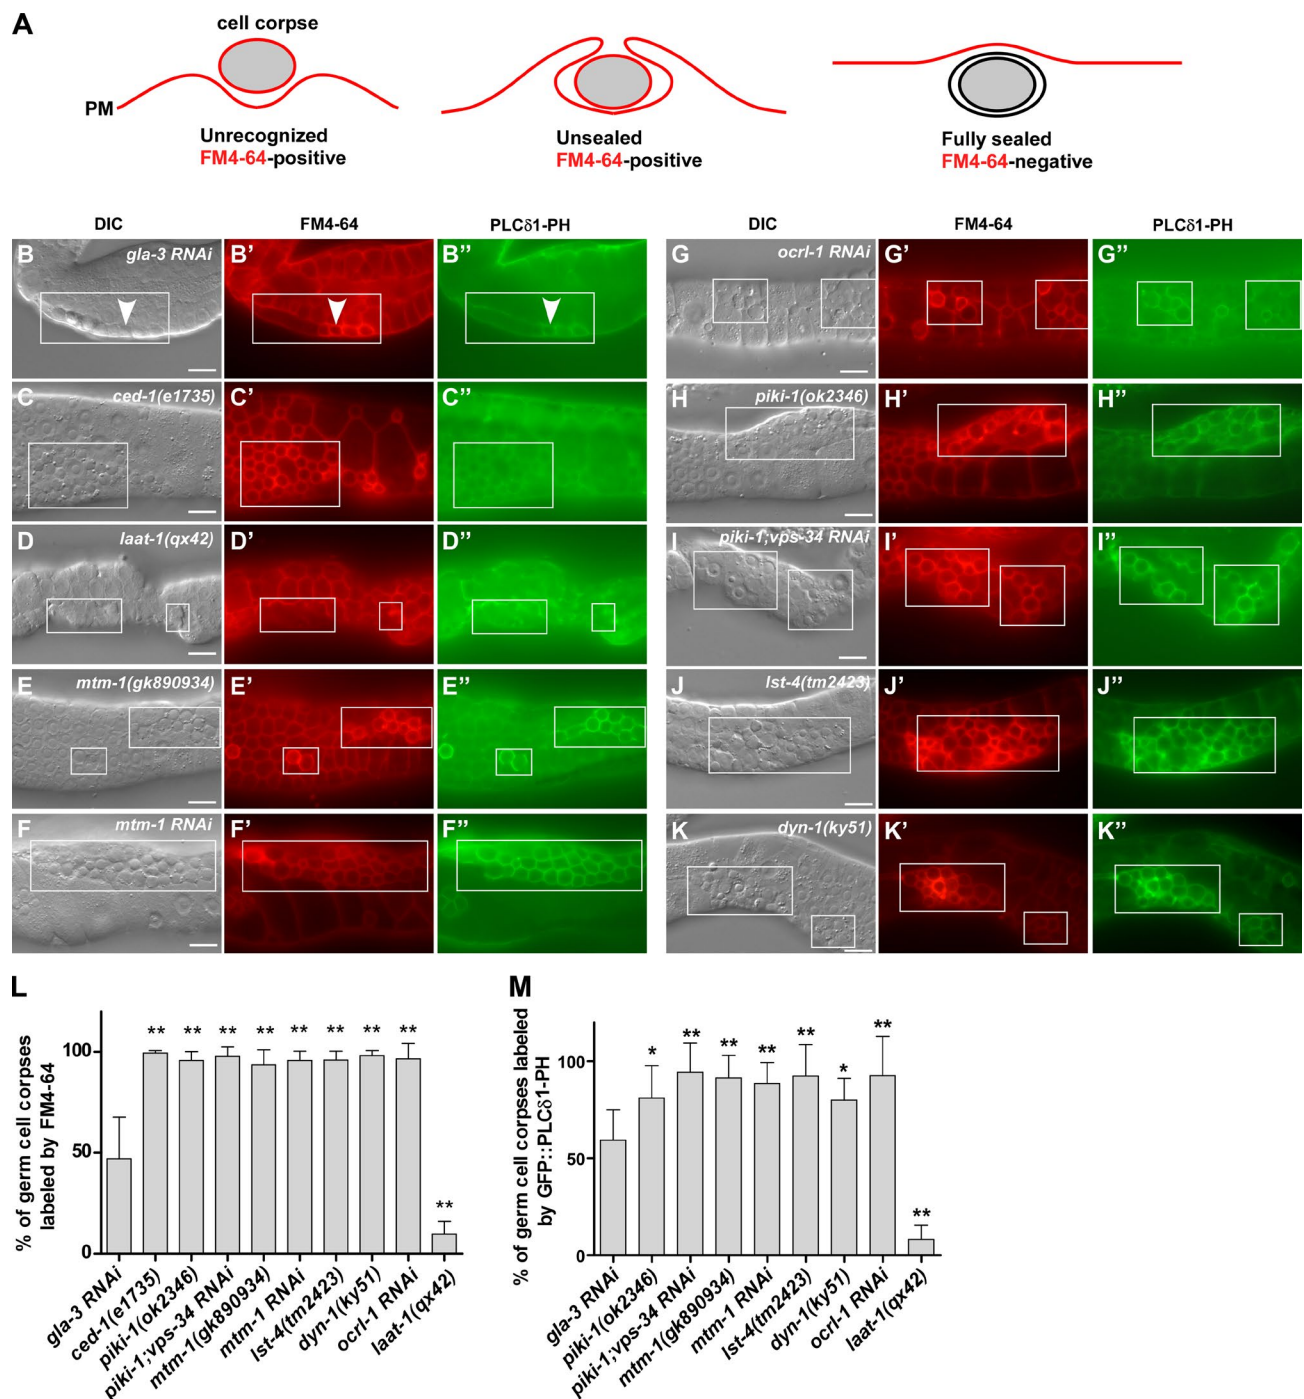 A
cell corpse
PM
Unrecognized
FM4-64-positive
Unsealed
FM4-64-positive
Fully sealed
FM4-64-negative
DIC FM4-64 PLCδ1-PH
B gla-3 RNAi B' B''
C ced-1(e1735) C' C''
D laat-1(qx42) D' D''
E mtm-1(gk890934) E' E''
F mtm-1 RNAi F' F''
DIC FM4-64 PLCδ1-PH
G ocrl-1 RNAi G' G''
H piki-1(ok2346) H' H''
I piki-1;vps-34 RNAi I' I''
J lst-4(tm2423) J' J''
K dyn-1(ky51) K' K''
L
% of germ cell corpses
labeled by FM4-64
100
50
0
** ** ** ** ** ** ** ** **
gla-3 RNAi
ced-1(e1735)
piki-1(ok2346)
piki-1;vps-34 RNAi
mtm-1(gk890934)
mtm-1 RNAi
lst-4(tm2423)
dyn-1(ky51)
ocrl-1 RNAi
laat-1(qx42)
M
% of germ cell corpses labeled
by GFP::PLCδ1-PH
100
50
0
* ** ** ** ** * ** **
gla-3 RNAi
piki-1(ok2346)
piki-1;vps-34 RNAi
mtm-1(gk890934)
mtm-1 RNAi
lst-4(tm2423)
dyn-1(ky51)
ocrl-1 RNAi
laat-1(qx42)